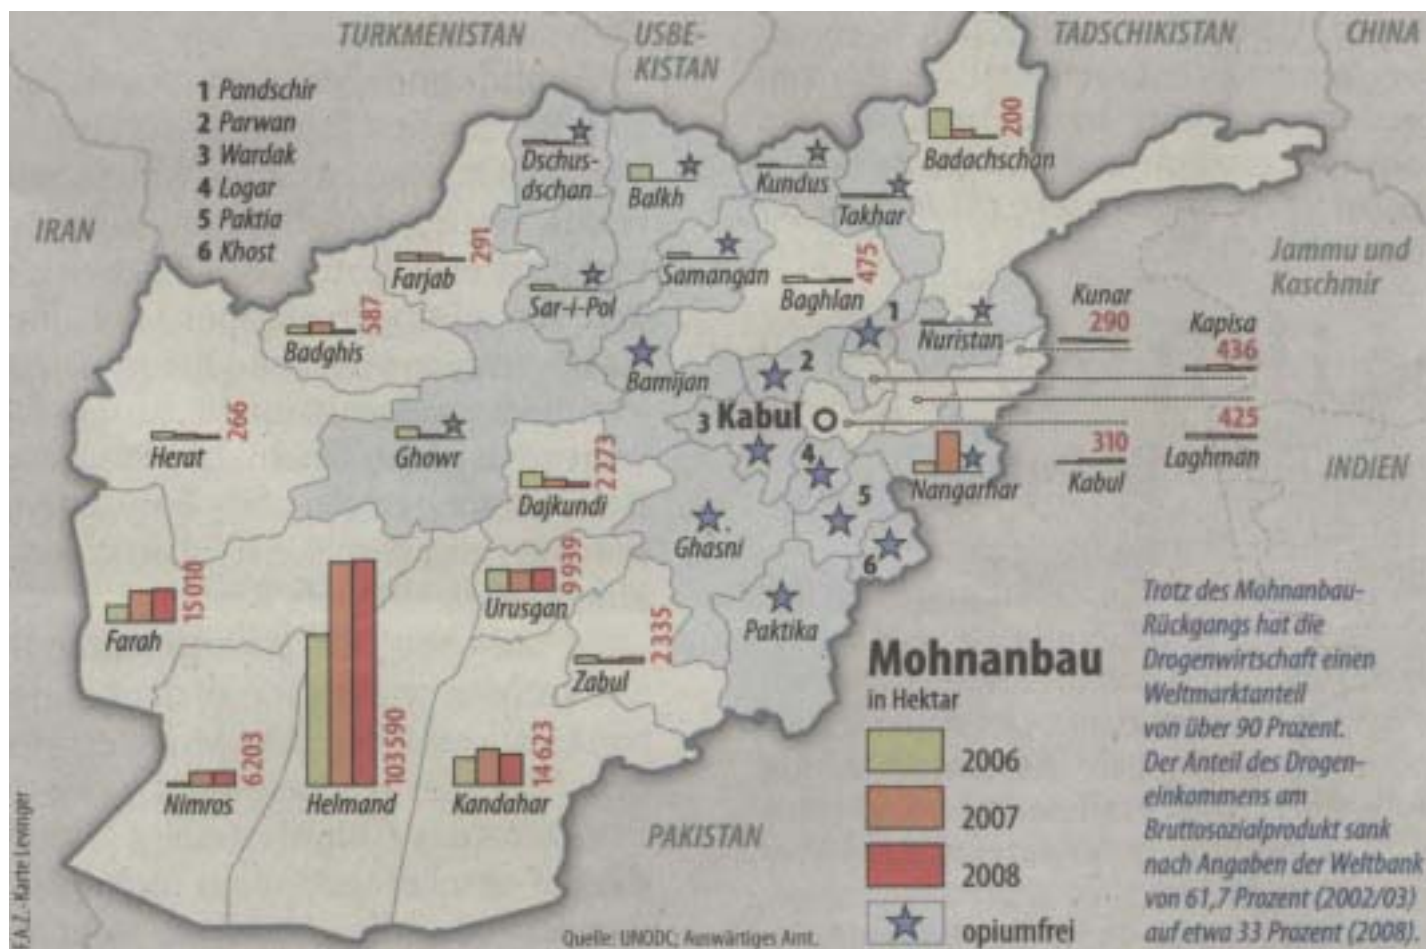 TURKMENISTAN
USBE-
KISTAN
TADSCHIKISTAN
CHINA
1 Pandschir
2 Parwan
3 Wardak
4 Logar
5 Paktia
6 Khost
IRAN
Dschus-
dschan
Balkh
Kundus
Takhar
200
Badachschan
Jammu und
Kaschmir
291
Farjab
Sar-i-Pol
Samangan
475
Baghlan
1
Nuristan
Kunar
290
Kapisa
436
587
Badghis
Bamijan
2
266
Herat
Ghowr
3
Kabul
4
Nangarhar
310
Kabul
425
Laghman
INDIEN
2273
Dajkundi
5
Ghasni
6
15010
Farah
9939
Urusgan
2335
Zabul
Paktika
6203
Nimros
103590
Helmand
14623
Kandahar
PAKISTAN
Mohnanbau
in Hektar
2006
2007
2008
opiumfrei
Trotz des Mohnanbau-
Rückgangs hat die
Drogenwirtschaft einen
Weltmarktanteil
von über 90 Prozent.
Der Anteil des Drogen-
einkommens am
Bruttosozialprodukt sank
nach Angaben der Weltbank
von 61,7 Prozent (2002/03)
auf etwa 33 Prozent (2008).
F.A.Z.-Karte Levinger
Quelle: UNODC; Auswärtiges Amt.